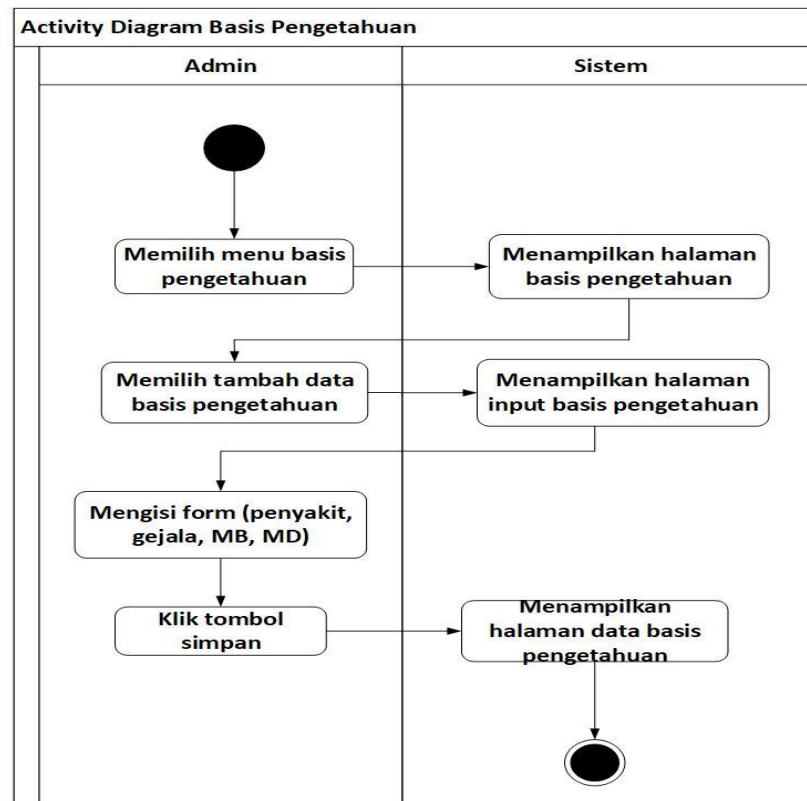 Activity Diagram Basis Pengetahuan
Admin
Sistem
Memilih menu basis
pengetahuan
Menampilkan halaman
basis pengetahuan
Memilih tambah data
basis pengetahuan
Menampilkan halaman
input basis pengetahuan
Mengisi form (penyakit,
gejala, MB, MD)
Klik tombol
simpan
Menampilkan
halaman data basis
pengetahuan